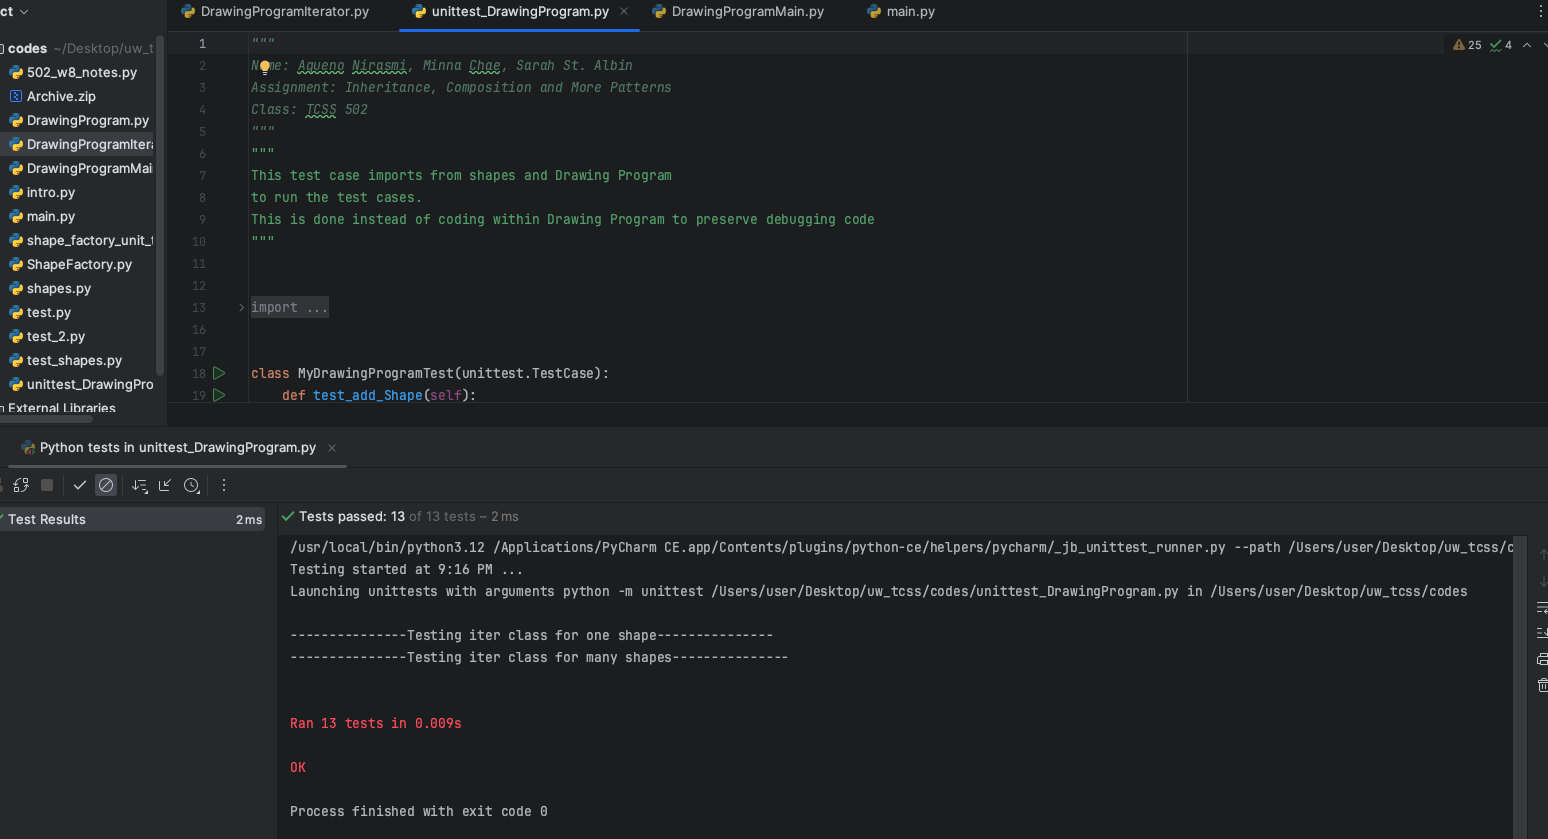 ct
DrawingProgramIterator.py
unittest_DrawingProgram.py
DrawingProgramMain.py
main.py
codes ~/Desktop/uw_t
502_w8_notes.py
Archive.zip
DrawingProgram.py
DrawingProgramItera
DrawingProgramMai
intro.py
main.py
shape_factory_unit_t
ShapeFactory.py
shapes.py
test.py
test_2.py
test_shapes.py
unittest_DrawingPro
External Libraries
25 4
1 """
2 Name: Aqueno Nirasmi, Minna Chae, Sarah St. Albin
3 Assignment: Inheritance, Composition and More Patterns
4 Class: TCSS 502
5 """
6 """
7 This test case imports from shapes and Drawing Program
8 to run the test cases.
9 This is done instead of coding within Drawing Program to preserve debugging code
10 """
11
12
13 import ...
16
17
18 class MyDrawingProgramTest(unittest.TestCase):
19 def test_add_Shape(self):
Python tests in unittest_DrawingProgram.py
Test Results 2 ms
Tests passed: 13 of 13 tests – 2 ms
/usr/local/bin/python3.12 /Applications/PyCharm CE.app/Contents/plugins/python-ce/helpers/pycharm/_jb_unittest_runner.py --path /Users/user/Desktop/uw_tcss/c
Testing started at 9:16 PM ...
Launching unittests with arguments python -m unittest /Users/user/Desktop/uw_tcss/codes/unittest_DrawingProgram.py in /Users/user/Desktop/uw_tcss/codes
---------------Testing iter class for one shape---------------
---------------Testing iter class for many shapes---------------
Ran 13 tests in 0.009s
OK
Process finished with exit code 0